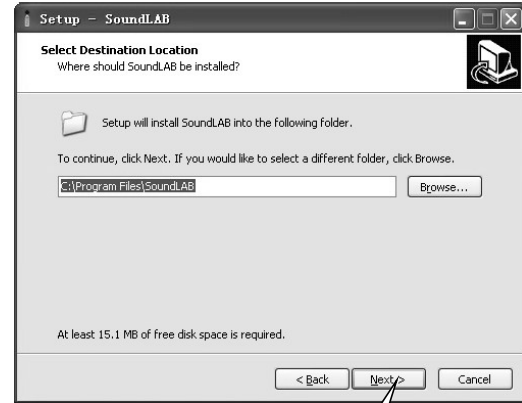 Setup - SoundLAB
Select Destination Location
Where should SoundLAB be installed?
Setup will install SoundLAB into the following folder.
To continue, click Next. If you would like to select a different folder, click Browse.
C:\Program Files\SoundLAB
Browse...
At least 15.1 MB of free disk space is required.
< Back Next > Cancel